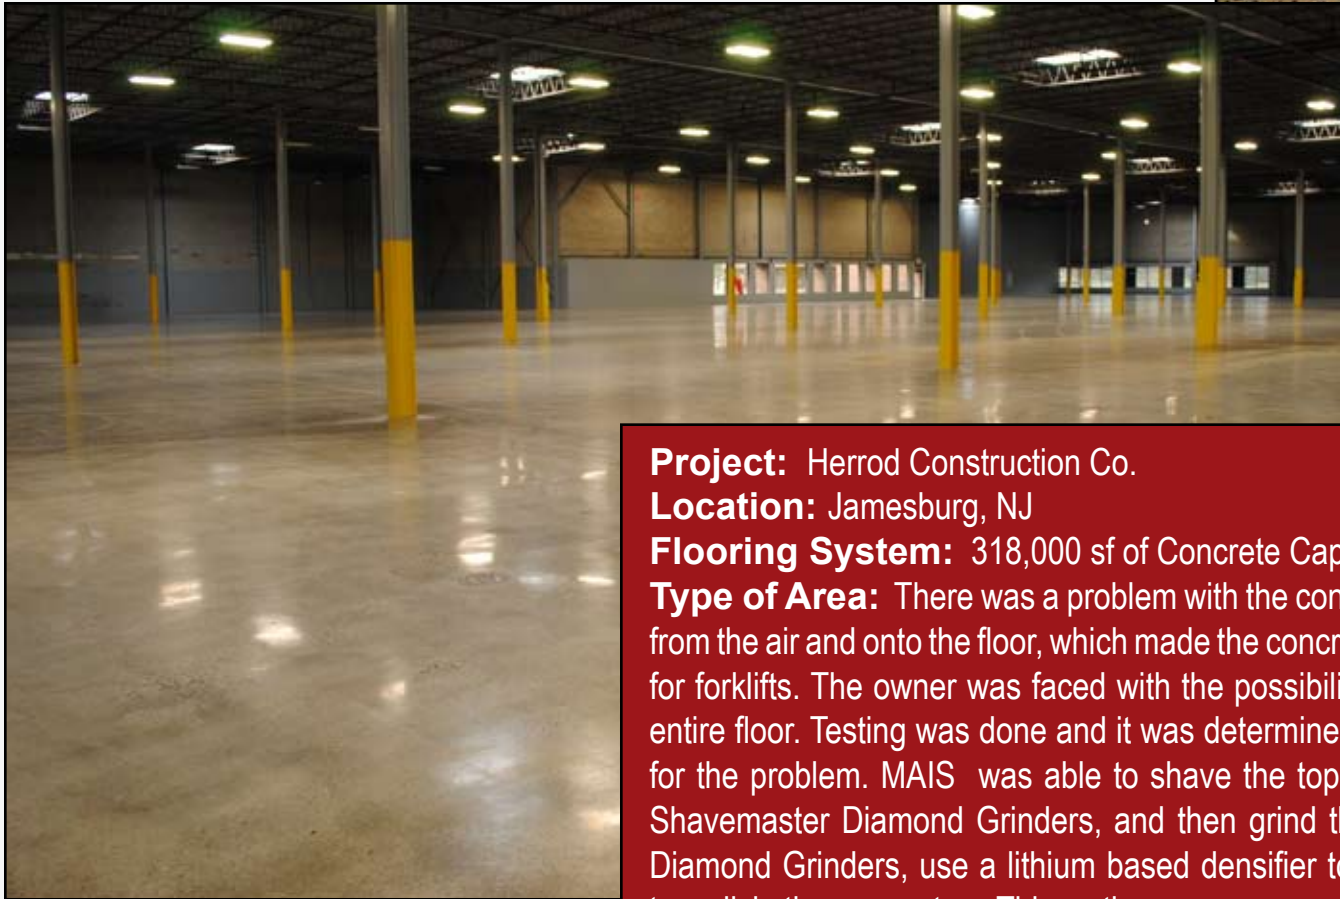 Project: Herrod Construction Co.
Location: Jamesburg, NJ
Flooring System: 318,000 sf of Concrete Cap
Type of Area: There was a problem with the con
from the air and onto the floor, which made the concr
for forklifts. The owner was faced with the possibili
entire floor. Testing was done and it was determine
for the problem. MAIS was able to shave the top
Shavemaster Diamond Grinders, and then grind t
Diamond Grinders, use a lithium based densifier t